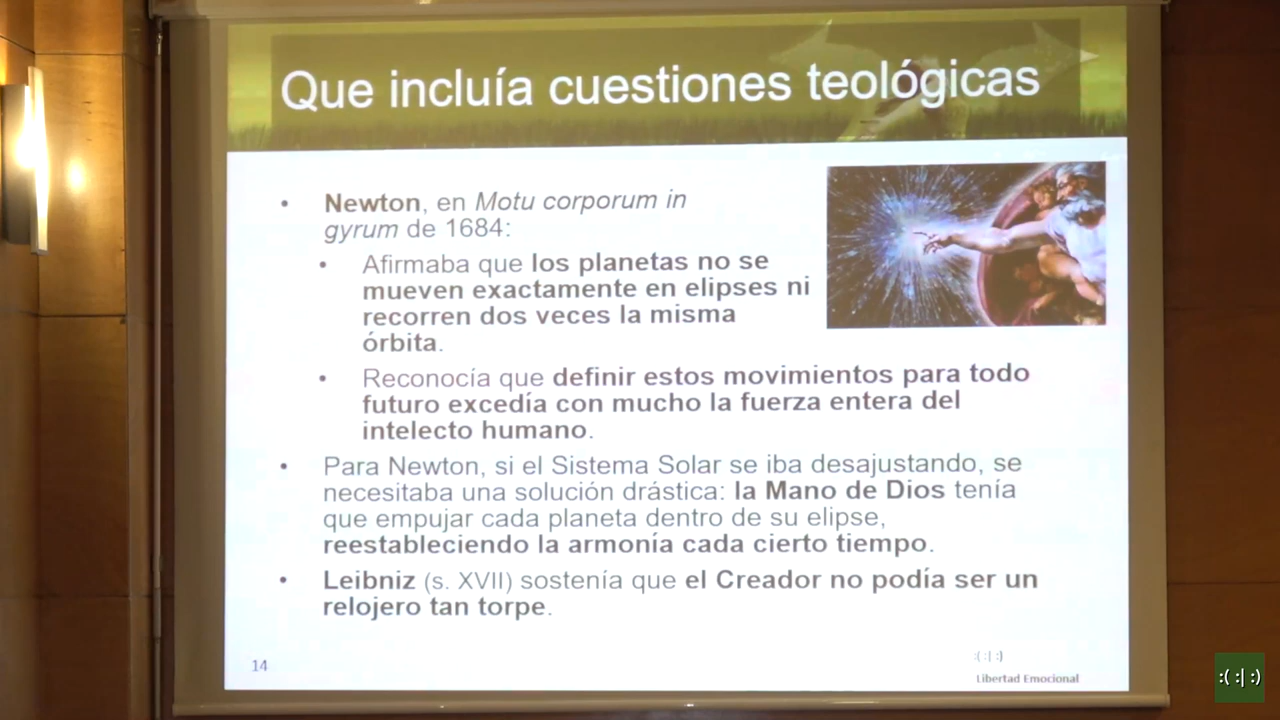 Que incluía cuestiones teológicas
• Newton, en Motu corporum in
gyrum de 1684:
• Afirmaba que los planetas no se
mueven exactamente en elipses ni
recorren dos veces la misma
órbita.
• Reconocía que definir estos movimientos para todo
futuro excedía con mucho la fuerza entera del
intelecto humano.
• Para Newton, si el Sistema Solar se iba desajustando, se
necesitaba una solución drástica: la Mano de Dios tenía
que empujar cada planeta dentro de su elipse,
reestableciendo la armonía cada cierto tiempo.
• Leibniz (s. XVII) sostenía que el Creador no podía ser un
relojero tan torpe.
14
:( :| :)
Libertad Emocional
:( :| :)